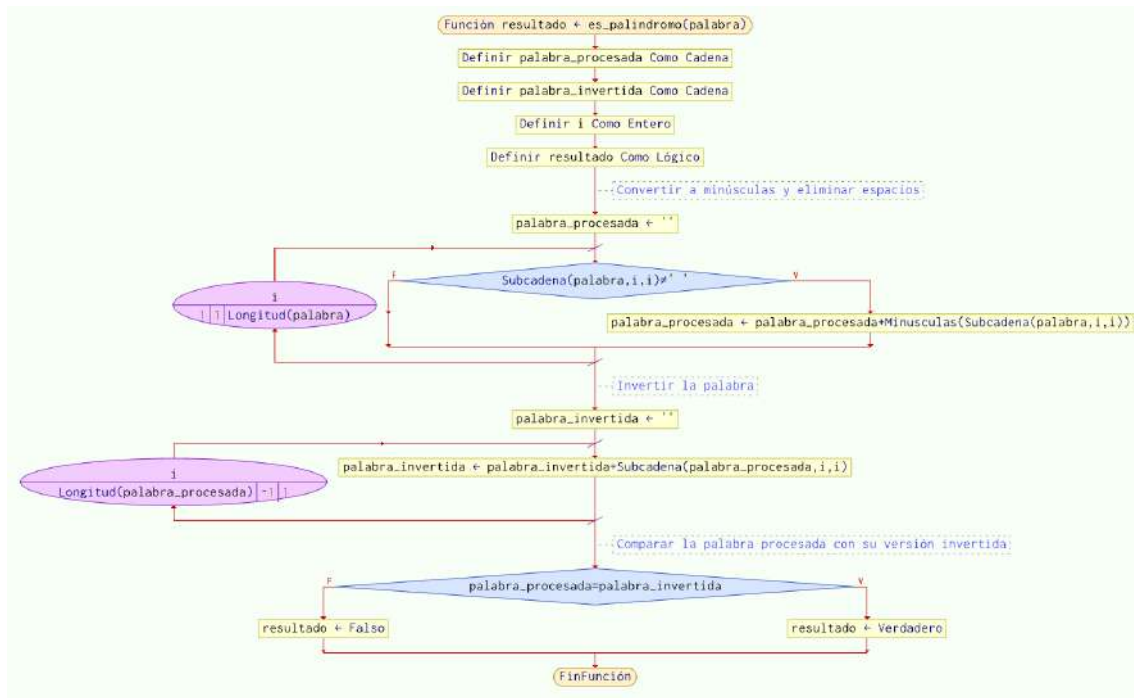 Función resultado ← es_palindromo(palabra)
Definir palabra_procesada Como Cadena
Definir palabra_invertida Como Cadena
Definir i Como Entero
Definir resultado Como Lógico
Convertir a minúsculas y eliminar espacios
palabra_procesada ← ''
F
Subcadena(palabra,i,i)≠' '
V
i
1 1 Longitud(palabra)
palabra_procesada ← palabra_procesada+Minusculas(Subcadena(palabra,i,i))
Invertir la palabra
palabra_invertida ← ''
palabra_invertida ← palabra_invertida+Subcadena(palabra_procesada,i,i)
i
Longitud(palabra_procesada) -1 1
Comparar la palabra procesada con su versión invertida
F
palabra_procesada=palabra_invertida
V
resultado ← Falso
resultado ← Verdadero
FinFunción